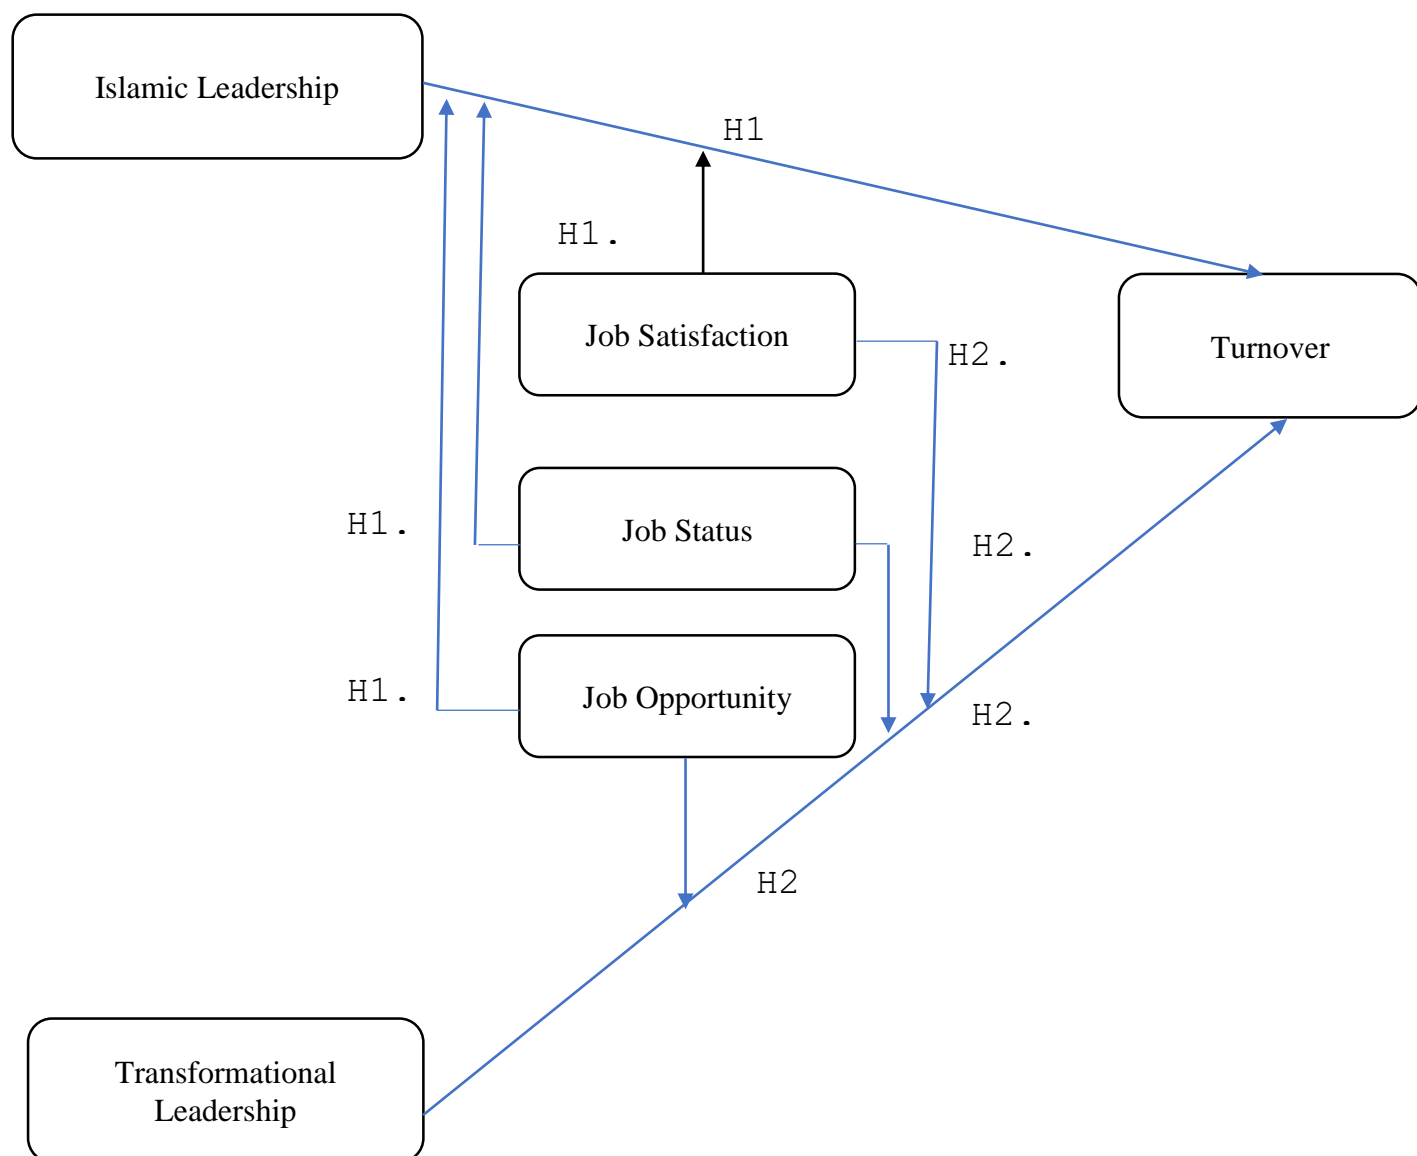 Islamic Leadership
H1
H1.
Job Satisfaction
H2.
Turnover
H1.
Job Status
H2.
H1.
Job Opportunity
H2.
H2
Transformational
Leadership